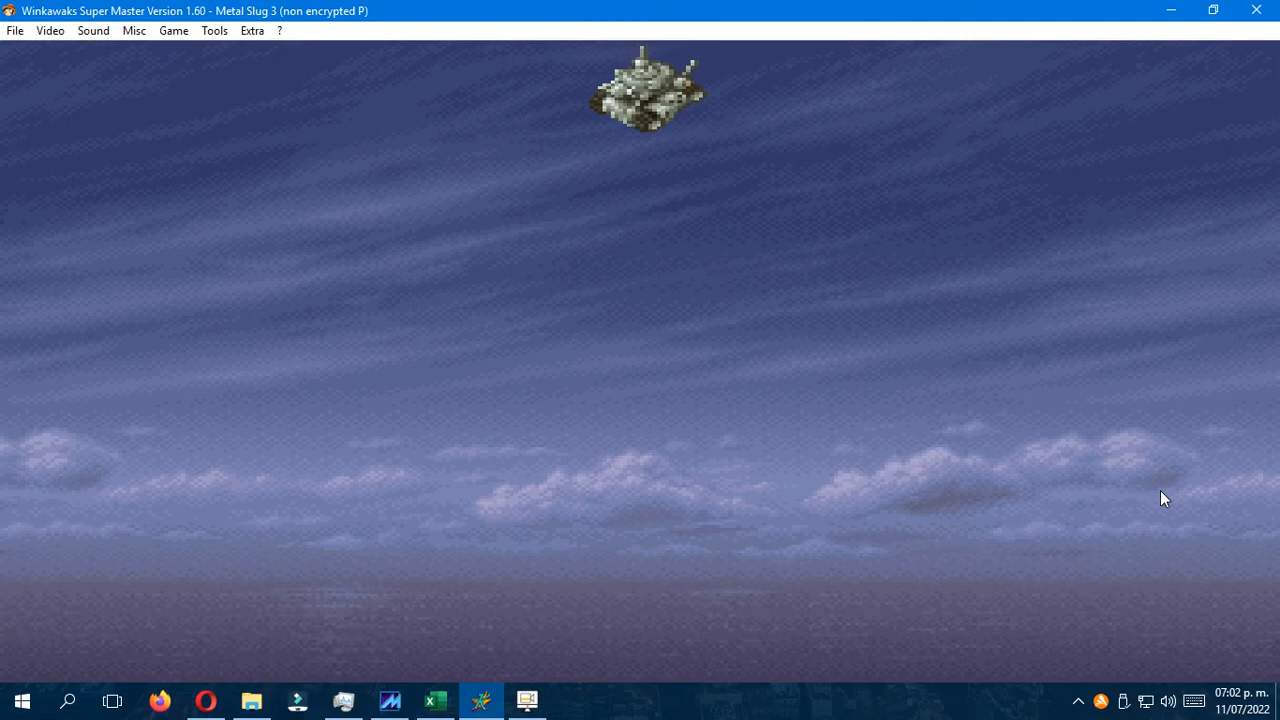 Winkawaks Super Master Version 1.60 - Metal Slug 3 (non encrypted P)
File Video Sound Misc Game Tools Extra ?
07:02 p. m.
11/07/2022